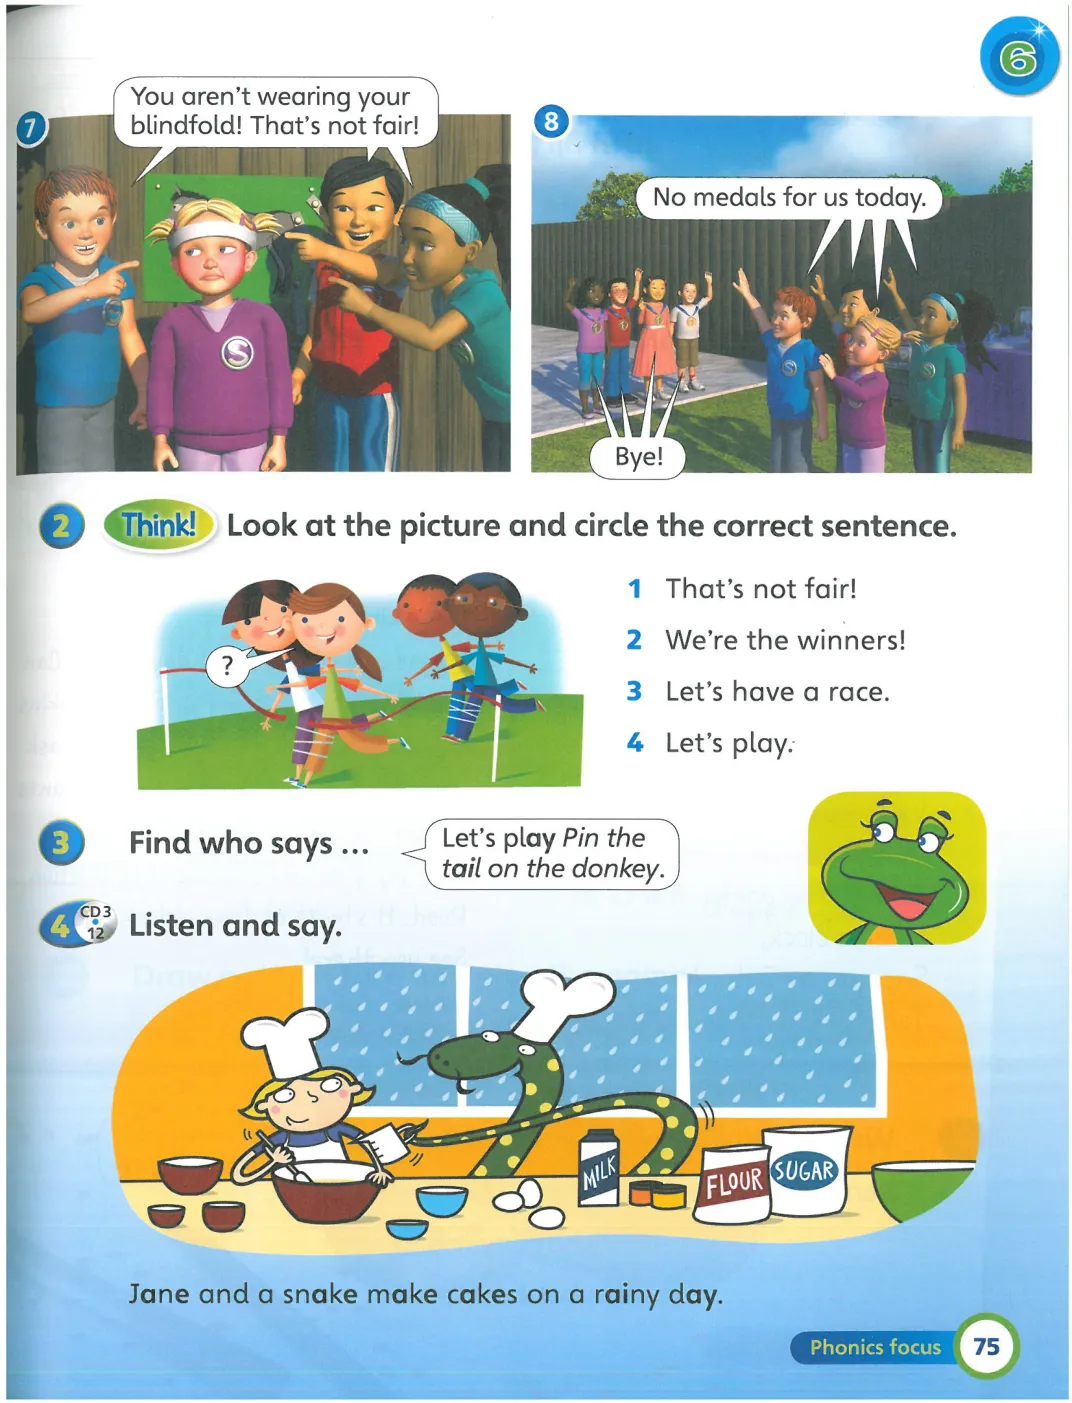 6
7
You aren't wearing your
blindfold! That's not fair!
S
8
No medals for us today.
S
Bye!
2 Think! Look at the picture and circle the correct sentence.
?
1 That's not fair!
2 We're the winners!
3 Let's have a race.
4 Let's play.
3 Find who says ...
Let's play Pin the
tail on the donkey.
4 CD3 12 Listen and say.
MILK
FLOUR
SUGAR
Jane and a snake make cakes on a rainy day.
Phonics focus 75